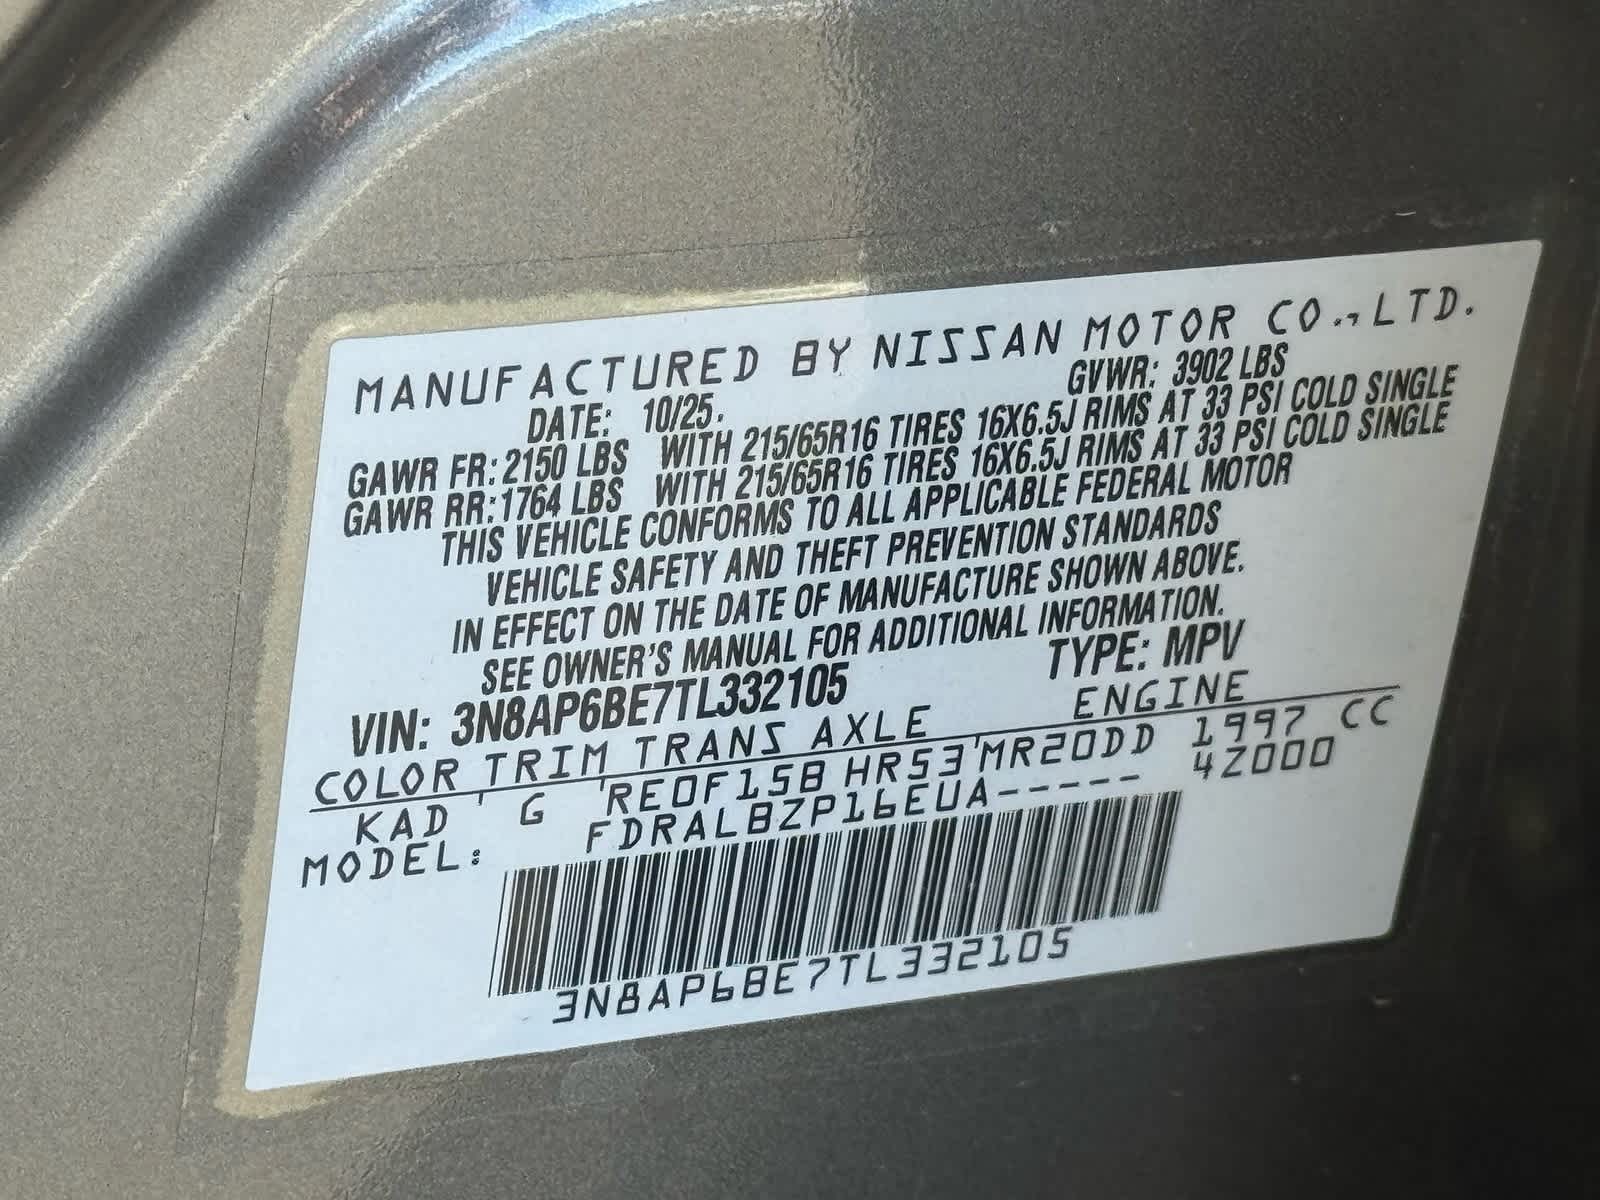 MANUFACTURED BY NISSAN MOTOR CO., LTD.
DATE: 10/25. GVWR: 3902 LBS
GAWR FR: 2150 LBS WITH 215/65R16 TIRES 16X6.5J RIMS AT 33 PSI COLD SINGLE
GAWR RR: 1764 LBS WITH 215/65R16 TIRES 16X6.5J RIMS AT 33 PSI COLD SINGLE
THIS VEHICLE CONFORMS TO ALL APPLICABLE FEDERAL MOTOR
VEHICLE SAFETY AND THEFT PREVENTION STANDARDS
IN EFFECT ON THE DATE OF MANUFACTURE SHOWN ABOVE.
SEE OWNER'S MANUAL FOR ADDITIONAL INFORMATION.
VIN: 3N8AP6BE7TL332105 TYPE: MPV
COLOR TRIM TRANS AXLE ENGINE
KAD G RE0F15B HR53 MR20DD 1997 CC
MODEL: FDRALBZP16EUA----- 4Z000
3N8AP6BE7TL332105